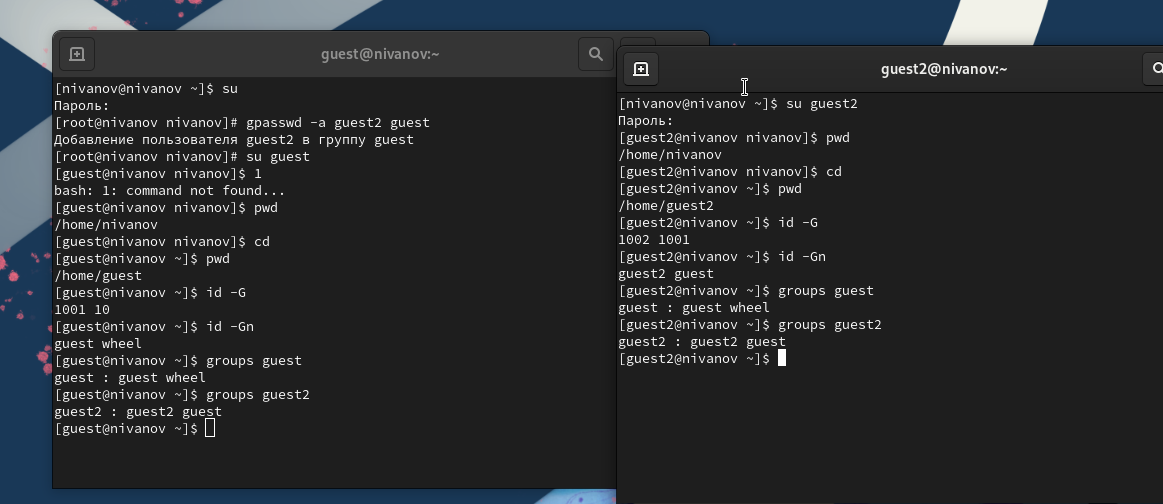 guest@nivanov:~
[nivanov@nivanov ~]$ su
Пароль:
[root@nivanov nivanov]# gpasswd -a guest2 guest
Добавление пользователя guest2 в группу guest
[root@nivanov nivanov]# su guest
[guest@nivanov nivanov]$ 1
bash: 1: command not found...
[guest@nivanov nivanov]$ pwd
/home/nivanov
[guest@nivanov nivanov]$ cd
[guest@nivanov ~]$ pwd
/home/guest
[guest@nivanov ~]$ id -G
1001 10
[guest@nivanov ~]$ id -Gn
guest wheel
[guest@nivanov ~]$ groups guest
guest : guest wheel
[guest@nivanov ~]$ groups guest2
guest2 : guest2 guest
[guest@nivanov ~]$
guest2@nivanov:~
[nivanov@nivanov ~]$ su guest2
Пароль:
[guest2@nivanov nivanov]$ pwd
/home/nivanov
[guest2@nivanov nivanov]$ cd
[guest2@nivanov ~]$ pwd
/home/guest2
[guest2@nivanov ~]$ id -G
1002 1001
[guest2@nivanov ~]$ id -Gn
guest2 guest
[guest2@nivanov ~]$ groups guest
guest : guest wheel
[guest2@nivanov ~]$ groups guest2
guest2 : guest2 guest
[guest2@nivanov ~]$